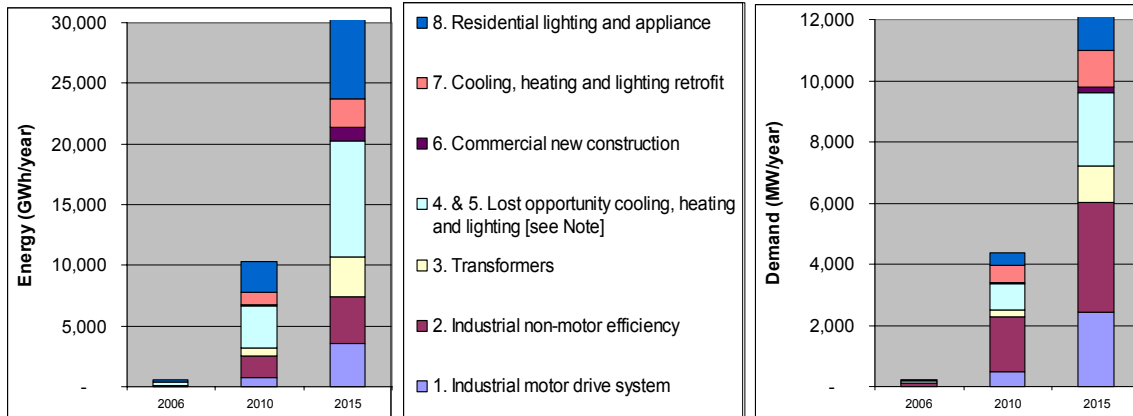 Energy (GWh/year)
30,000
25,000
20,000
15,000
10,000
5,000
-
2006 2010 2015
8. Residential lighting and appliance
7. Cooling, heating and lighting retrofit
6. Commercial new construction
4. & 5. Lost opportunity cooling, heating
and lighting [see Note]
3. Transformers
2. Industrial non-motor efficiency
1. Industrial motor drive system
Demand (MW/year)
12,000
10,000
8,000
6,000
4,000
2,000
-
2006 2010 2015